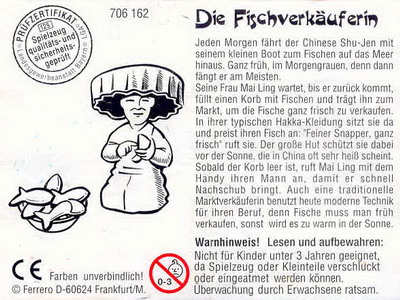 PRÜFZERTIFIKAT
LGA
Spielzeug
qualitäts- und
sicherheits-
geprüft
Landesgewerbeanstalt Bayern
706 162
Die Fischverkäuferin
Jeden Morgen fährt der Chinese Shu-Jen mit
seinem kleinen Boot zum Fischen auf das Meer
hinaus. Ganz früh, im Morgengrauen, denn dann
fängt er am Meisten.
Seine Frau Mai Ling wartet, bis er zurück kommt,
füllt einen Korb mit Fischen und trägt ihn zum
Markt, um die Fische ganz frisch zu verkaufen.
In ihrer typischen Hakka-Kleidung sitzt sie da
und preist ihren Fisch an: "Feiner Snapper, ganz
frisch" ruft sie. Der große Hut schützt sie dabei
vor der Sonne, die in China oft sehr heiß scheint.
Sobald der Korb leer ist, ruft Mai Ling mit dem
Handy ihren Mann an, damit er schnell
Nachschub bringt. Auch eine traditionelle
Marktverkäuferin benutzt heute moderne Technik
für ihren Beruf, denn Fische muss man früh
verkaufen, sonst wird es zu warm in der Sonne.
Warnhinweis! Lesen und aufbewahren:
Nicht für Kinder unter 3 Jahren geeignet,
da Spielzeug oder Kleinteile verschluckt
oder eingeatmet werden können.
Überwachung durch Erwachsene ratsam.
CE Farben unverbindlich!
© Ferrero D-60624 Frankfurt/M.
0-3